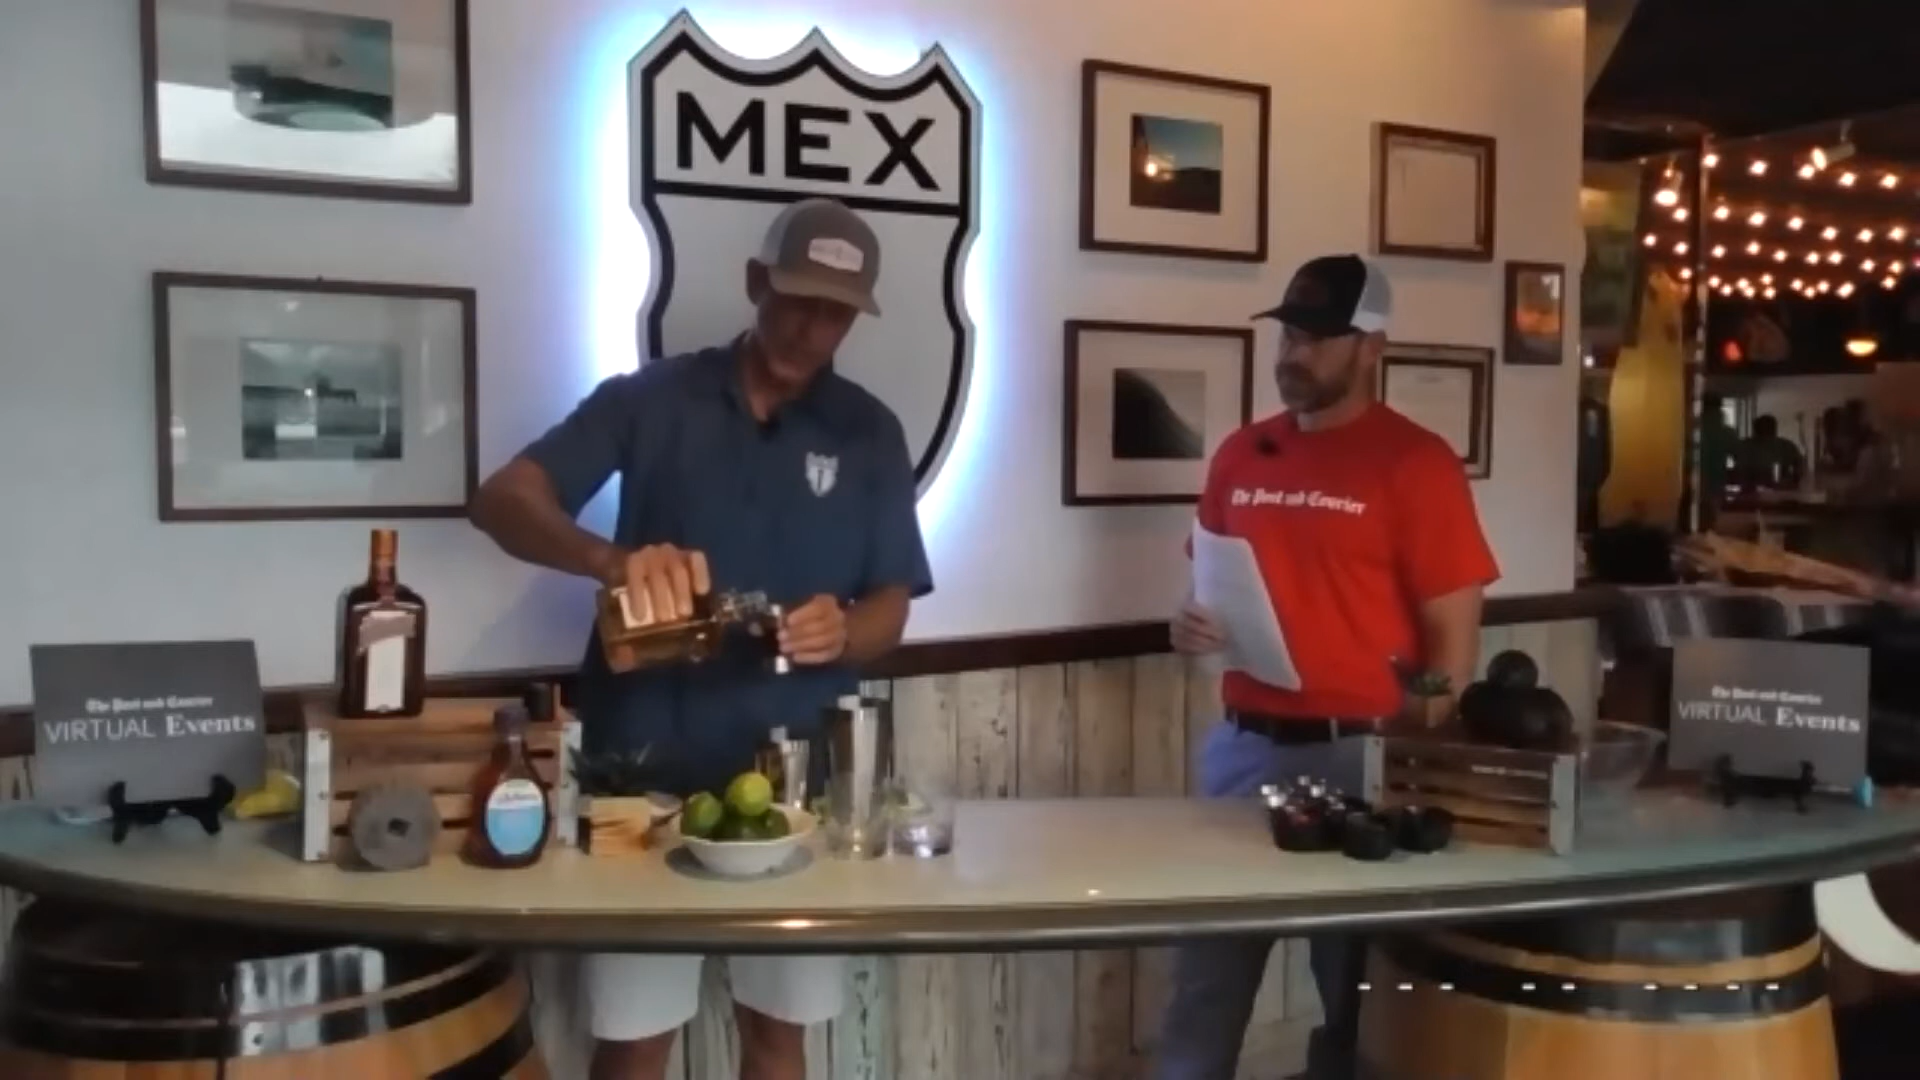 MEX
The Post and Courier
The Post and Courier
VIRTUAL Events
The Post and Courier
VIRTUAL Events